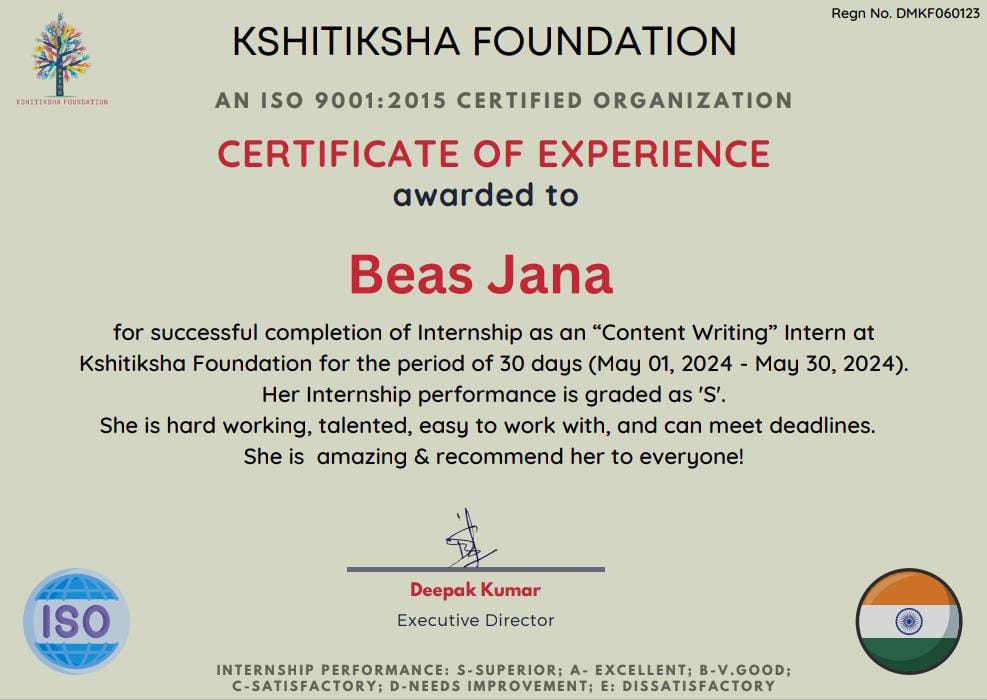 Regn No. DMKF060123
KSHITIKSHA FOUNDATION
KSHITIKSHA FOUNDATION
AN ISO 9001:2015 CERTIFIED ORGANIZATION
CERTIFICATE OF EXPERIENCE
awarded to
Beas Jana
for successful completion of Internship as an “Content Writing” Intern at
Kshitiksha Foundation for the period of 30 days (May 01, 2024 - May 30, 2024).
Her Internship performance is graded as 'S'.
She is hard working, talented, easy to work with, and can meet deadlines.
She is  amazing & recommend her to everyone!
Deepak Kumar
Executive Director
ISO
INTERNSHIP PERFORMANCE: S-SUPERIOR; A- EXCELLENT; B-V.GOOD;
C-SATISFACTORY; D-NEEDS IMPROVEMENT; E: DISSATISFACTORY